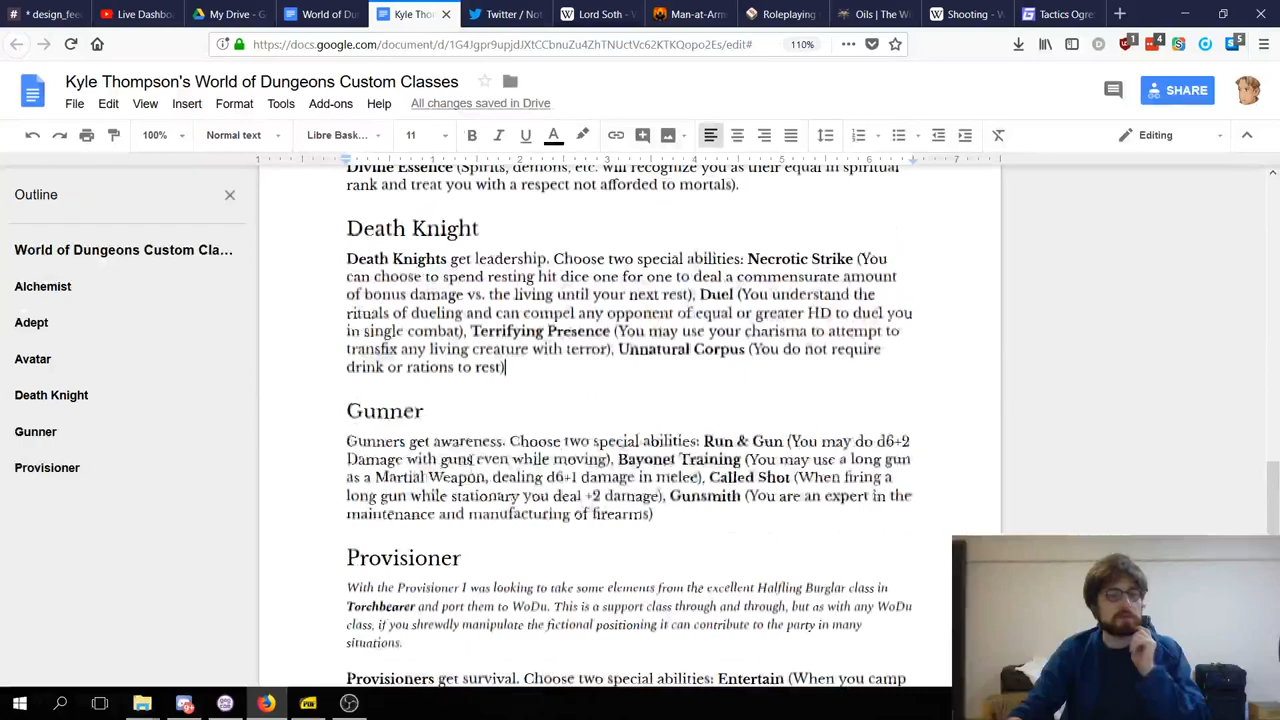 * design_fee
Live Dashbo
My Drive - G
World of Du
Kyle Thom
Twitter / Not
Lord Soth - W
Man-at-Arm
Roleplaying
Oils | The W
Shooting - W
Tactics Ogre
https://docs.google.com/document/d/
110%
1
4
5
Kyle Thompson's World of Dungeons Custom Classes
File Edit View Insert Format Tools Add-ons Help All changes saved in Drive
SHARE
100% Normal text Libre Bask... 11 B I U A Editing
1 1 2 3 4 5 6 7
Outline
World of Dungeons Custom Cla...
Alchemist
Adept
Avatar
Death Knight
Gunner
Provisioner
Divine Essence (Spirits, demons, etc. will recognize you as their equal in spiritual
rank and treat you with a respect not afforded to mortals).
Death Knight
Death Knights get leadership. Choose two special abilities: Necrotic Strike (You
can choose to spend resting hit dice one for one to deal a commensurate amount
of bonus damage vs. the living until your next rest), Duel (You understand the
rituals of dueling and can compel any opponent of equal or greater HD to duel you
in single combat), Terrifying Presence (You may use your charisma to attempt to
transfix any living creature with terror), Unnatural Corpus (You do not require
drink or rations to rest)
Gunner
Gunners get awareness. Choose two special abilities: Run & Gun (You may do d6+2
Damage with guns even while moving), Bayonet Training (You may use a long gun
as a Martial Weapon, dealing d6+1 damage in melee), Called Shot (When firing a
long gun while stationary you deal +2 damage), Gunsmith (You are an expert in the
maintenance and manufacturing of firearms)
Provisioner
With the Provisioner I was looking to take some elements from the excellent Halfling Burglar class in
Torchbearer and port them to WoDu. This is a support class through and through, but as with any WoDu
class, if you shrewdly manipulate the fictional positioning it can contribute to the party in many
situations.
Provisioners get survival. Choose two special abilities: Entertain (When you camp